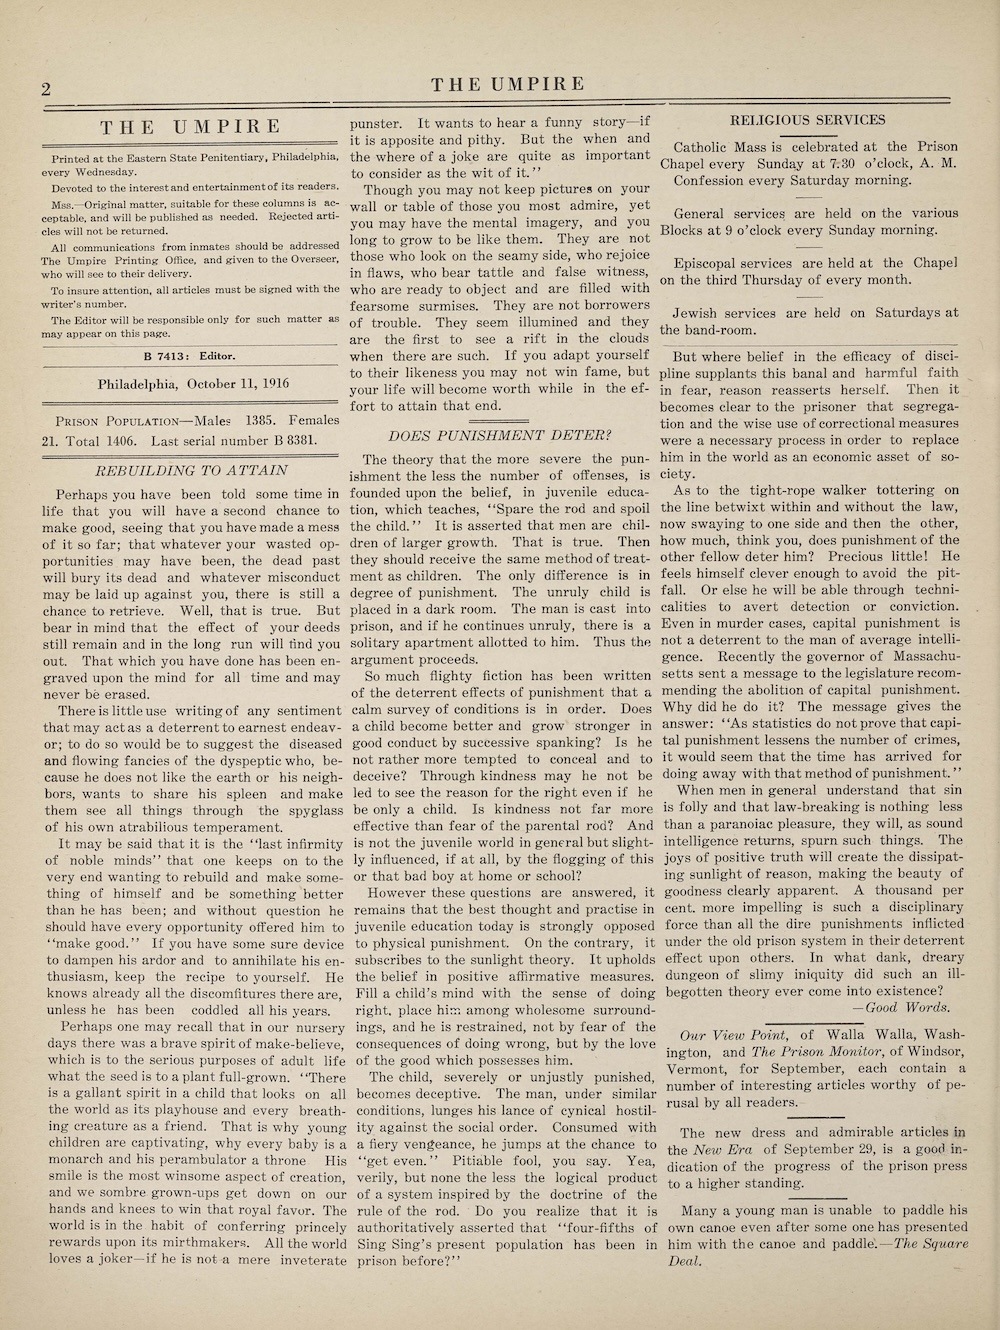 2
THE UMPIRE
THE UMPIRE
Printed at the Eastern State Penitentiary, Philadelphia,
every Wednesday.
Devoted to the interest and entertainment of its readers.
Mss.—Original matter, suitable for these columns is ac-
ceptable, and will be published as needed. Rejected arti-
cles will not be returned.
All communications from inmates should be addressed
The Umpire Printing Office, and given to the Overseer,
who will see to their delivery.
To insure attention, all articles must be signed with the
writer's number.
The Editor will be responsible only for such matter as
may appear on this page.
B 7413: Editor.
Philadelphia, October 11, 1916
PRISON POPULATION—Males 1385. Females
21. Total 1406. Last serial number B 8381.
REBUILDING TO ATTAIN
Perhaps you have been told some time in
life that you will have a second chance to
make good, seeing that you have made a mess
of it so far; that whatever your wasted op-
portunities may have been, the dead past
will bury its dead and whatever misconduct
may be laid up against you, there is still a
chance to retrieve. Well, that is true. But
bear in mind that the effect of your deeds
still remain and in the long run will find you
out. That which you have done has been en-
graved upon the mind for all time and may
never be erased.
There is little use writing of any sentiment
that may act as a deterrent to earnest endeav-
or; to do so would be to suggest the diseased
and flowing fancies of the dyspeptic who, be-
cause he does not like the earth or his neigh-
bors, wants to share his spleen and make
them see all things through the spyglass
of his own atrabilious temperament.
It may be said that it is the "last infirmity
of noble minds" that one keeps on to the
very end wanting to rebuild and make some-
thing of himself and be something better
than he has been; and without question he
should have every opportunity offered him to
"make good." If you have some sure device
to dampen his ardor and to annihilate his en-
thusiasm, keep the recipe to yourself. He
knows already all the discomfitures there are,
unless he has been coddled all his years.
Perhaps one may recall that in our nursery
days there was a brave spirit of make-believe,
which is to the serious purposes of adult life
what the seed is to a plant full-grown. "There
is a gallant spirit in a child that looks on all
the world as its playhouse and every breath-
ing creature as a friend. That is why young
children are captivating, why every baby is a
monarch and his perambulator a throne His
smile is the most winsome aspect of creation,
and we sombre grown-ups get down on our
hands and knees to win that royal favor. The
world is in the habit of conferring princely
rewards upon its mirthmakers. All the world
loves a joker—if he is not a mere inveterate
punster. It wants to hear a funny story—if
it is apposite and pithy. But the when and
the where of a joke are quite as important
to consider as the wit of it."
Though you may not keep pictures on your
wall or table of those you most admire, yet
you may have the mental imagery, and you
long to grow to be like them. They are not
those who look on the seamy side, who rejoice
in flaws, who bear tattle and false witness,
who are ready to object and are filled with
fearsome surmises. They are not borrowers
of trouble. They seem illumined and they
are the first to see a rift in the clouds
when there are such. If you adapt yourself
to their likeness you may not win fame, but
your life will become worth while in the ef-
fort to attain that end.
DOES PUNISHMENT DETER?
The theory that the more severe the pun-
ishment the less the number of offenses, is
founded upon the belief, in juvenile educa-
tion, which teaches, "Spare the rod and spoil
the child." It is asserted that men are chil-
dren of larger growth. That is true. Then
they should receive the same method of treat-
ment as children. The only difference is in
degree of punishment. The unruly child is
placed in a dark room. The man is cast into
prison, and if he continues unruly, there is a
solitary apartment allotted to him. Thus the
argument proceeds.
So much flighty fiction has been written
of the deterrent effects of punishment that a
calm survey of conditions is in order. Does
a child become better and grow stronger in
good conduct by successive spanking? Is he
not rather more tempted to conceal and to
deceive? Through kindness may he not be
led to see the reason for the right even if he
be only a child. Is kindness not far more
effective than fear of the parental rod? And
is not the juvenile world in general but slight-
ly influenced, if at all, by the flogging of this
or that bad boy at home or school?
However these questions are answered, it
remains that the best thought and practise in
juvenile education today is strongly opposed
to physical punishment. On the contrary, it
subscribes to the sunlight theory. It upholds
the belief in positive affirmative measures.
Fill a child's mind with the sense of doing
right, place him among wholesome surround-
ings, and he is restrained, not by fear of the
consequences of doing wrong, but by the love
of the good which possesses him.
The child, severely or unjustly punished,
becomes deceptive. The man, under similar
conditions, lunges his lance of cynical hostil-
ity against the social order. Consumed with
a fiery vengeance, he jumps at the chance to
"get even." Pitiable fool, you say. Yea,
verily, but none the less the logical product
of a system inspired by the doctrine of the
rule of the rod. Do you realize that it is
authoritatively asserted that "four-fifths of
Sing Sing's present population has been in
prison before?"
RELIGIOUS SERVICES
Catholic Mass is celebrated at the Prison
Chapel every Sunday at 7:30 o'clock, A. M.
Confession every Saturday morning.
General services are held on the various
Blocks at 9 o'clock every Sunday morning.
Episcopal services are held at the Chapel
on the third Thursday of every month.
Jewish services are held on Saturdays at
the band-room.
But where belief in the efficacy of disci-
pline supplants this banal and harmful faith
in fear, reason reasserts herself. Then it
becomes clear to the prisoner that segrega-
tion and the wise use of correctional measures
were a necessary process in order to replace
him in the world as an economic asset of so-
ciety.
As to the tight-rope walker tottering on
the line betwixt within and without the law,
now swaying to one side and then the other,
how much, think you, does punishment of the
other fellow deter him? Precious little! He
feels himself clever enough to avoid the pit-
fall. Or else he will be able through techni-
calities to avert detection or conviction.
Even in murder cases, capital punishment is
not a deterrent to the man of average intelli-
gence. Recently the governor of Massachu-
setts sent a message to the legislature recom-
mending the abolition of capital punishment.
Why did he do it? The message gives the
answer: "As statistics do not prove that capi-
tal punishment lessens the number of crimes,
it would seem that the time has arrived for
doing away with that method of punishment."
When men in general understand that sin
is folly and that law-breaking is nothing less
than a paranoiac pleasure, they will, as sound
intelligence returns, spurn such things. The
joys of positive truth will create the dissipat-
ing sunlight of reason, making the beauty of
goodness clearly apparent. A thousand per
cent. more impelling is such a disciplinary
force than all the dire punishments inflicted
under the old prison system in their deterrent
effect upon others. In what dank, dreary
dungeon of slimy iniquity did such an ill-
begotten theory ever come into existence?
—Good Words.
Our View Point, of Walla Walla, Wash-
ington, and The Prison Monitor, of Windsor,
Vermont, for September, each contain a
number of interesting articles worthy of pe-
rusal by all readers.
The new dress and admirable articles in
the New Era of September 29, is a good in-
dication of the progress of the prison press
to a higher standing.
Many a young man is unable to paddle his
own canoe even after some one has presented
him with the canoe and paddle.—The Square
Deal.